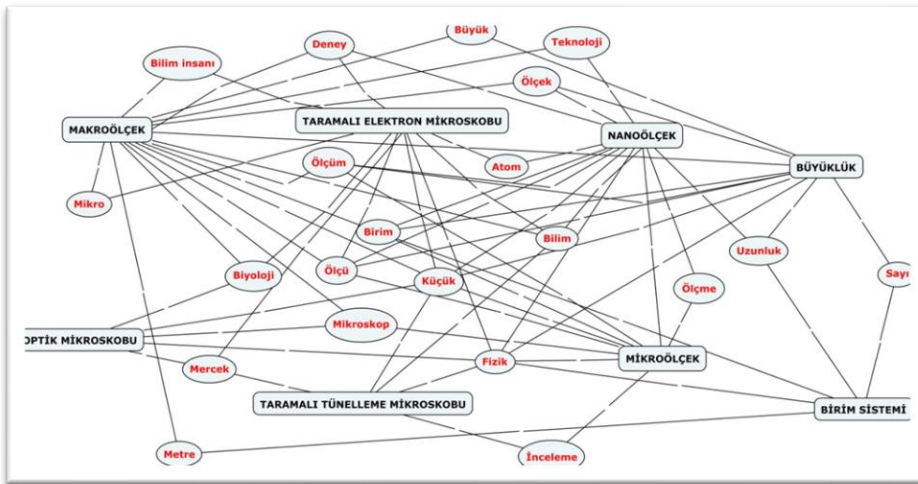 Büyük
Deney
Teknoloji
Bilim insanı
Ölçek
TARAMALI ELEKTRON MİKROSKOBU
MAKROÖLÇEK
NANOÖLÇEK
Ölçüm
Atom
BÜYÜKLÜK
Mikro
Birim
Bilim
Uzunluk
Biyoloji
Ölçü
Küçük
Ölçme
Sayı
Mikroskop
OPTİK MİKROSKOBU
Mercek
Fizik
MİKROÖLÇEK
TARAMALI TÜNELLEME MİKROSKOBU
BİRİM SİSTEMİ
Metre
İnceleme